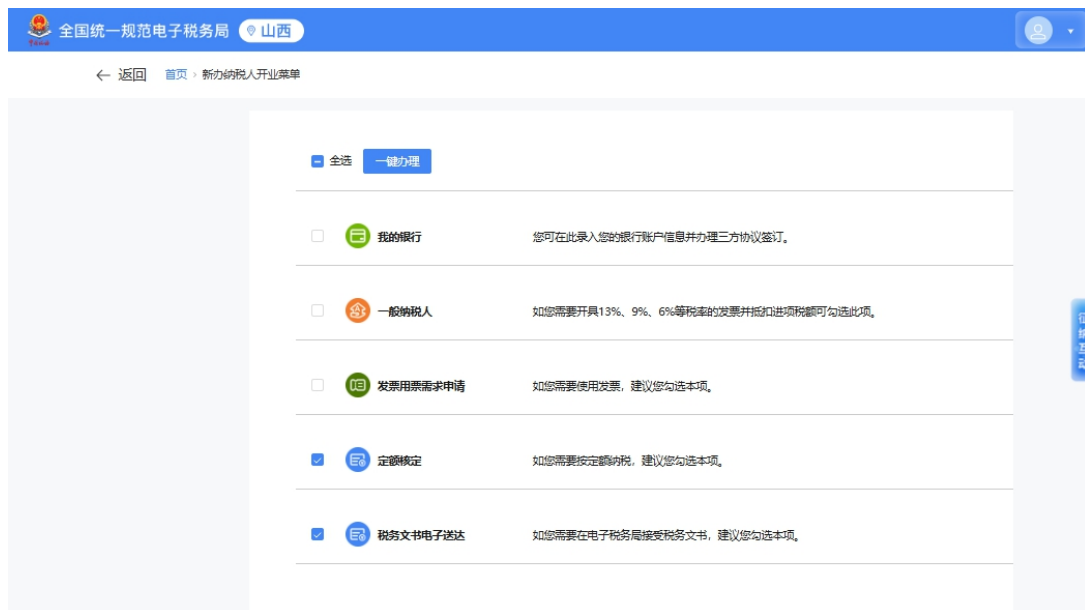 全国统一规范电子税务局 山西
返回 首页 › 新办纳税人开业菜单
全选 一键办理
我的银行 您可在此录入您的银行账户信息并办理三方协议签订。
一般纳税人 如您需要开具13%、9%、6%等税率的发票并抵扣进项税额可勾选此项。
发票用票需求申请 如您需要使用发票，建议您勾选本项。
定额核定 如您需要按定额纳税，建议您勾选本项。
税务文书电子送达 如您需要在电子税务局接受税务文书，建议您勾选本项。
征纳互动